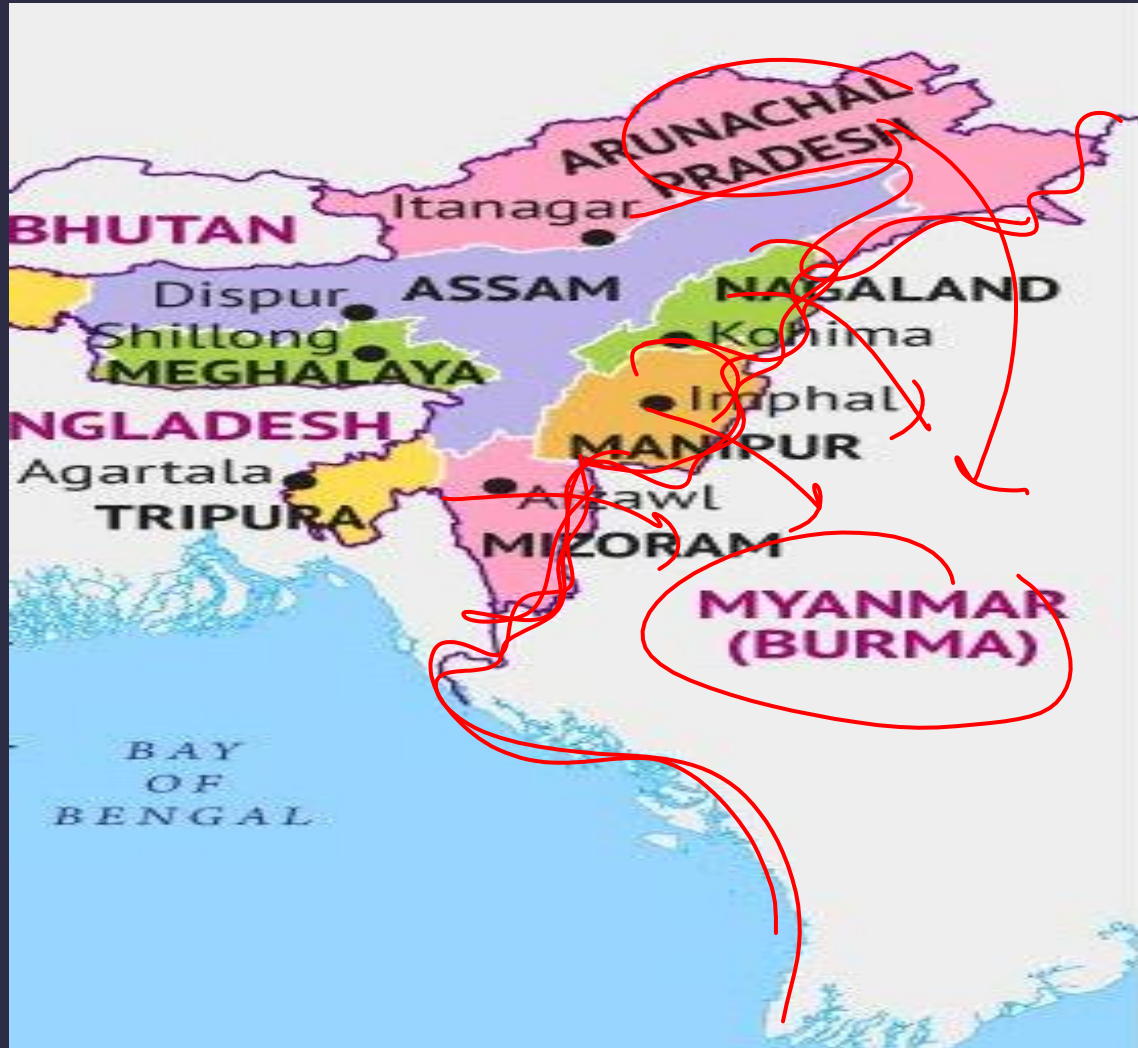 ARUNACHAL
PRADESH
Itanagar
BHUTAN
ASSAM
NAGALAND
Dispur
Shillong
Kohima
MEGHALAYA
Imphal
NGLADESH
MANIPUR
Agartala
Aizawl
TRIPURA
MIZORAM
MYANMAR
(BURMA)
BAY
OF
BENGAL